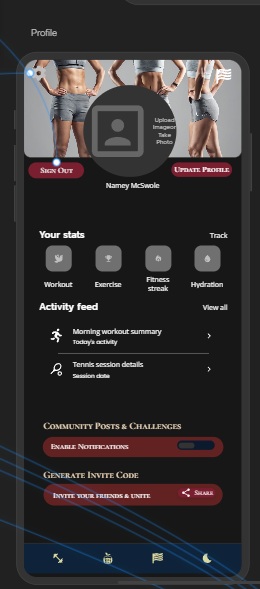 Profile
Upload
Image or
Take
Photo
Sign Out
Update Profile
Namey McSwole
Your stats
Track
Workout
Exercise
Fitness
streak
Hydration
Activity feed
View all
Morning workout summary
Today's activity
Tennis session details
Session date
Community Posts & Challenges
Enable Notifications
Generate Invite Code
Invite your friends & unite
Share